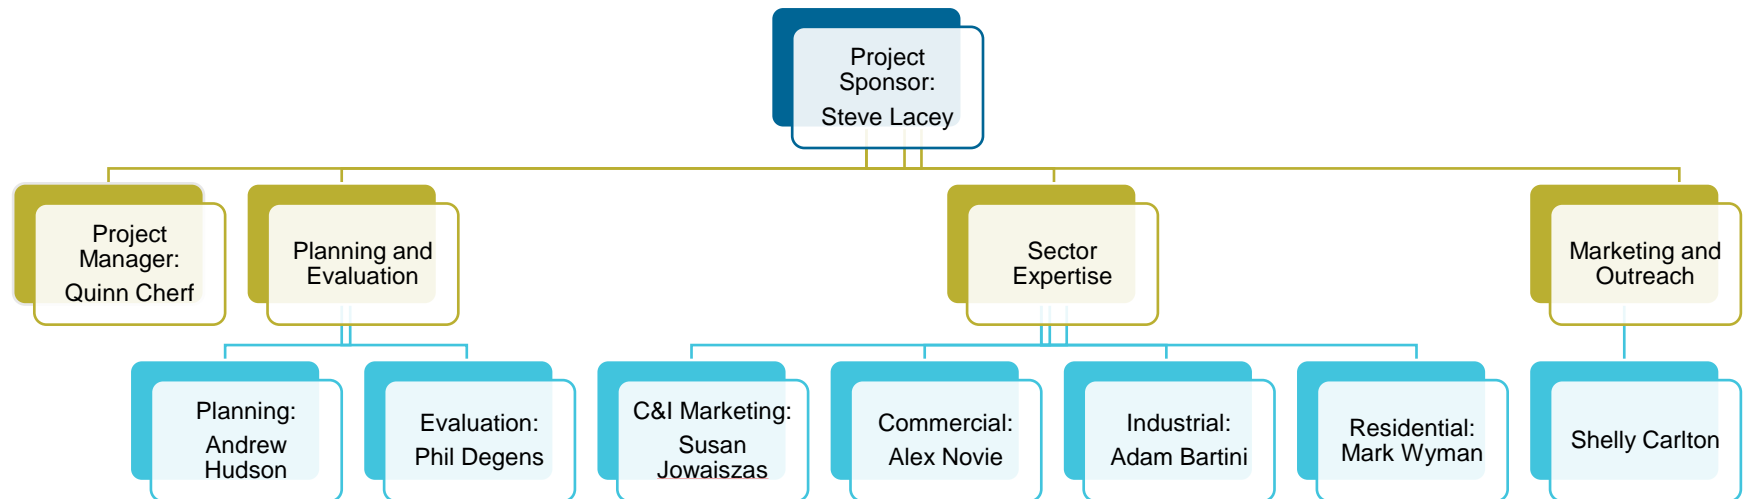 Project
Sponsor:
Steve Lacey
Project
Manager:
Quinn Cherf
Planning and
Evaluation
Sector
Expertise
Marketing and
Outreach
Planning:
Andrew
Hudson
Evaluation:
Phil Degens
C&I Marketing:
Susan
Jowaiszas
Commercial:
Alex Novie
Industrial:
Adam Bartini
Residential:
Mark Wyman
Shelly Carlton